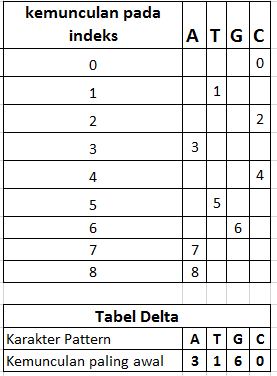 kemunculan pada
indeks A T G C
0 0
1 1
2 2
3 3
4 4
5 5
6 6
7 7
8 8
Tabel Delta
Karakter Pattern A T G C
Kemunculan paling awal 3 1 6 0